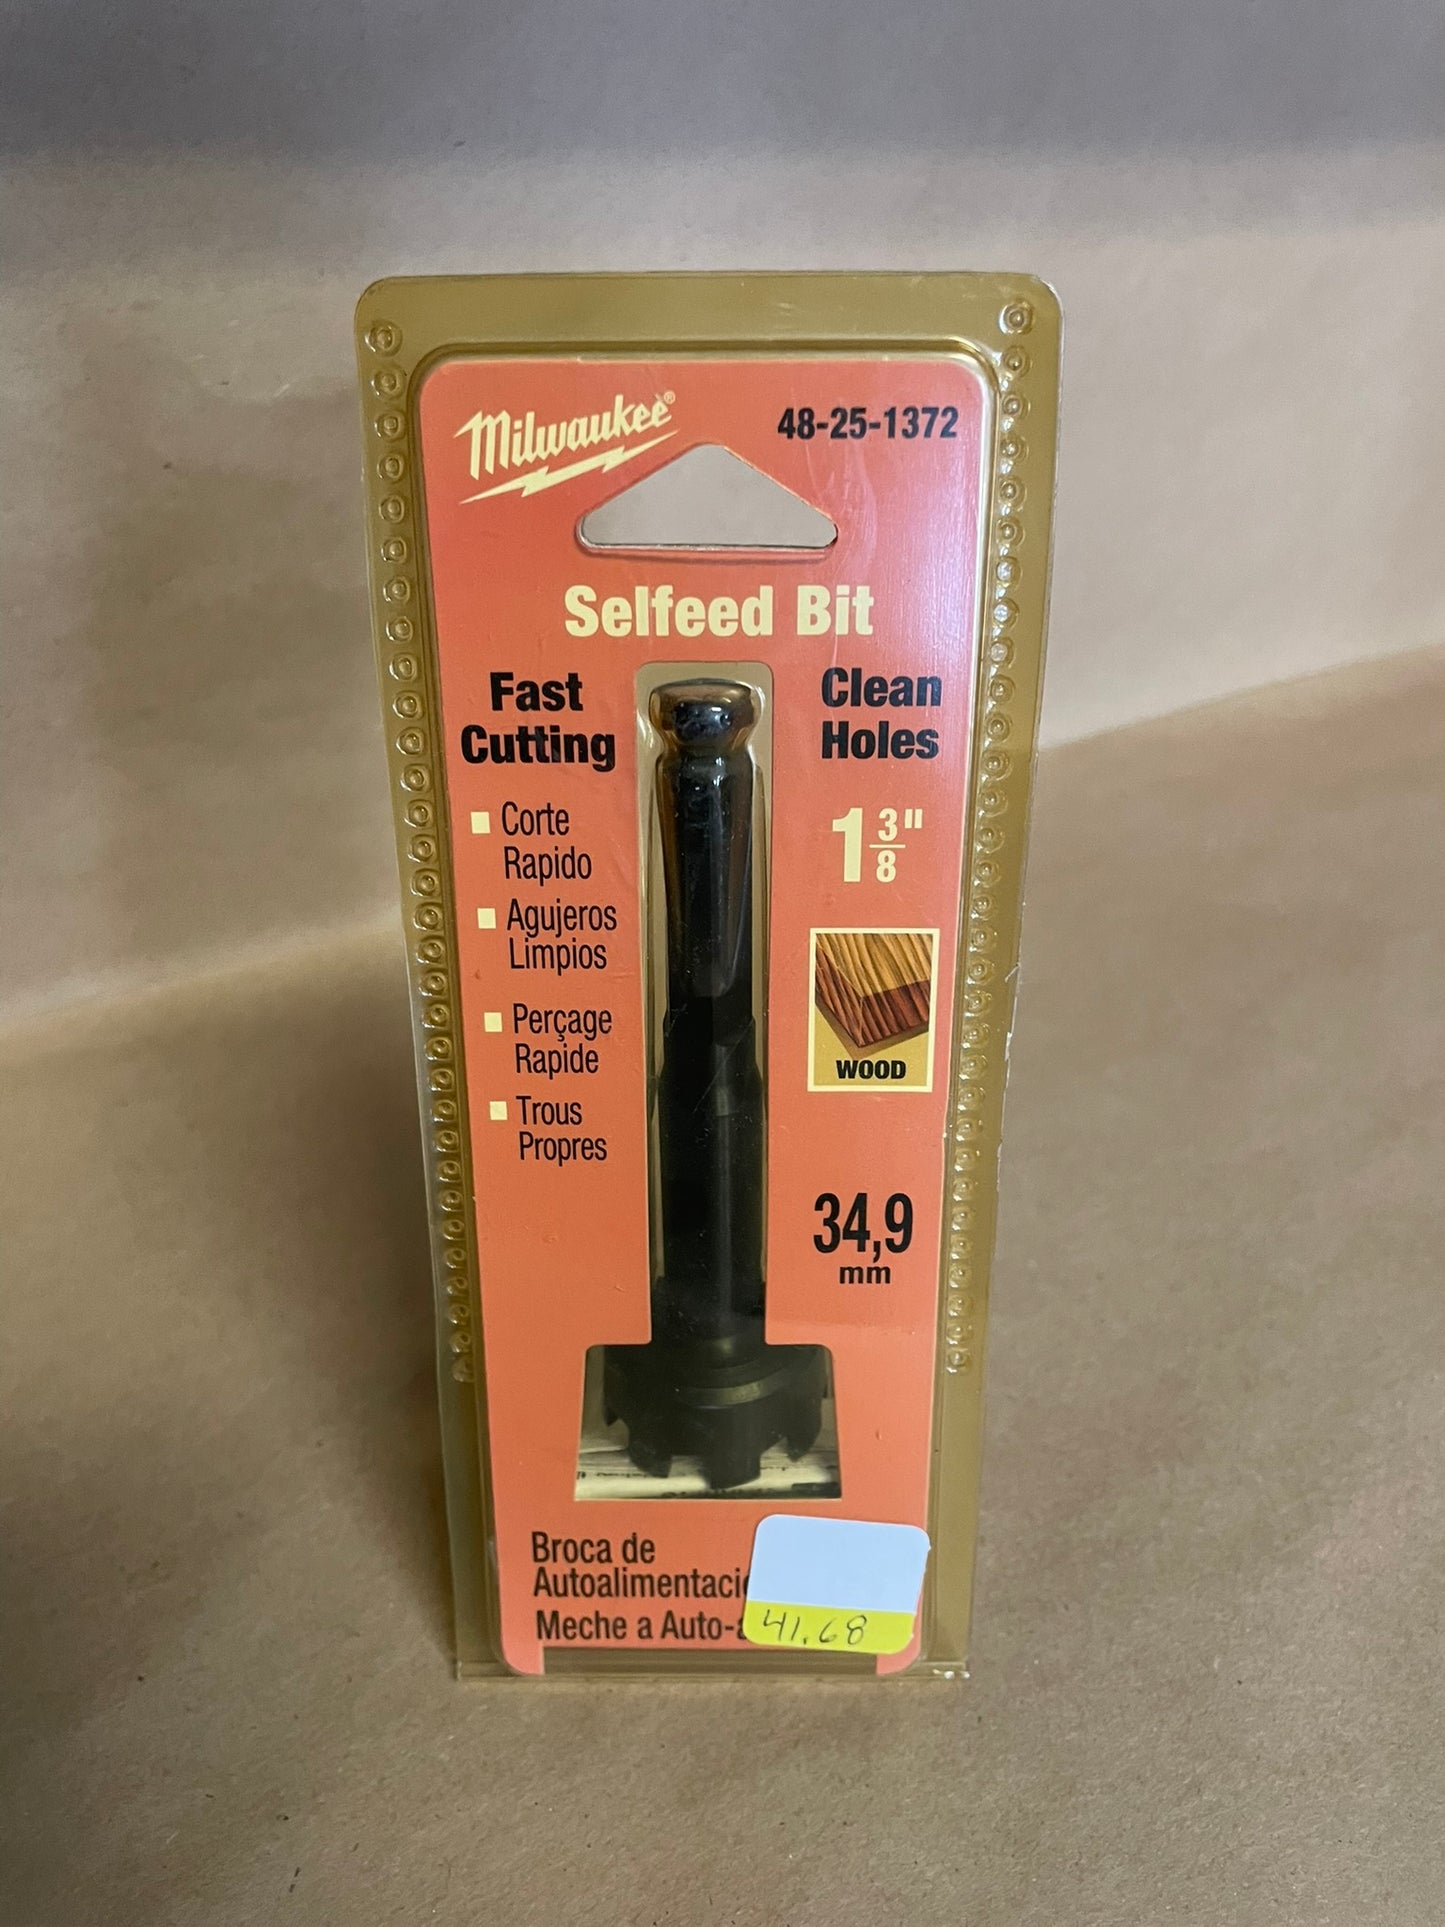 Milwaukee®
48-25-1372
Selfeed Bit
Fast
Cutting
Corte
Rapido
Agujeros
Limpios
Perçage
Rapide
Trous
Propres
Clean
Holes
1 3/8"
WOOD
34,9
mm
Broca de
Meche a
41.68